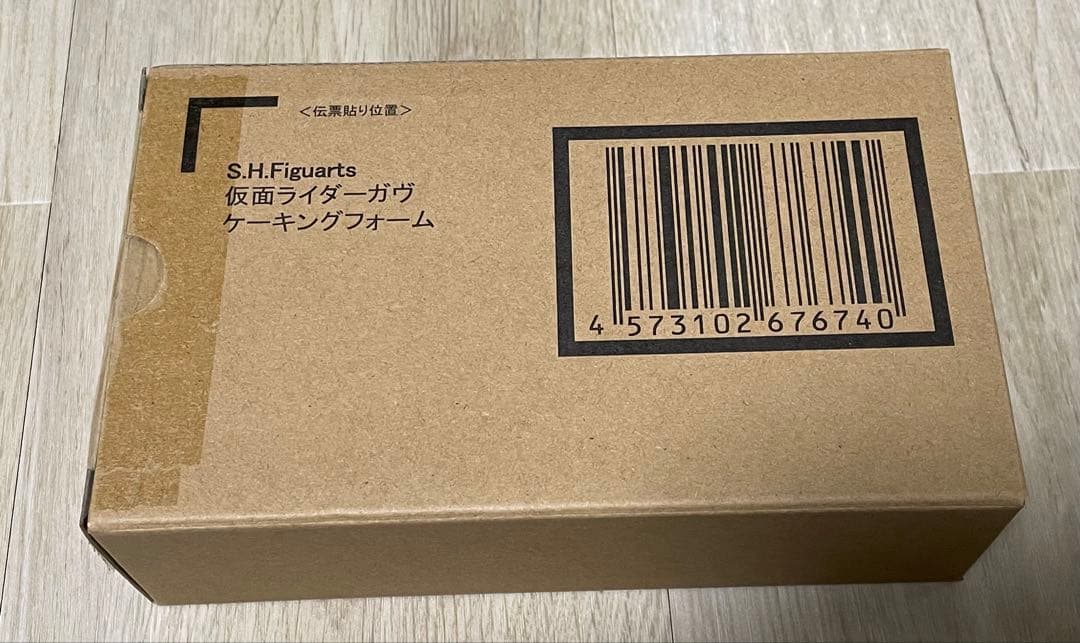 <伝票貼り位置>
S.H.Figuarts
仮面ライダーガヴ
ケーキングフォーム
4 573102 676740